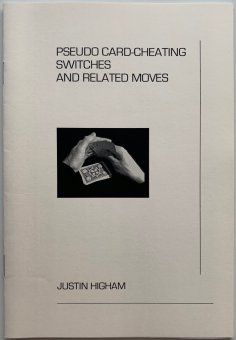 PSEUDO CARD-CHEATING
SWITCHES
AND RELATED MOVES
JUSTIN HIGHAM